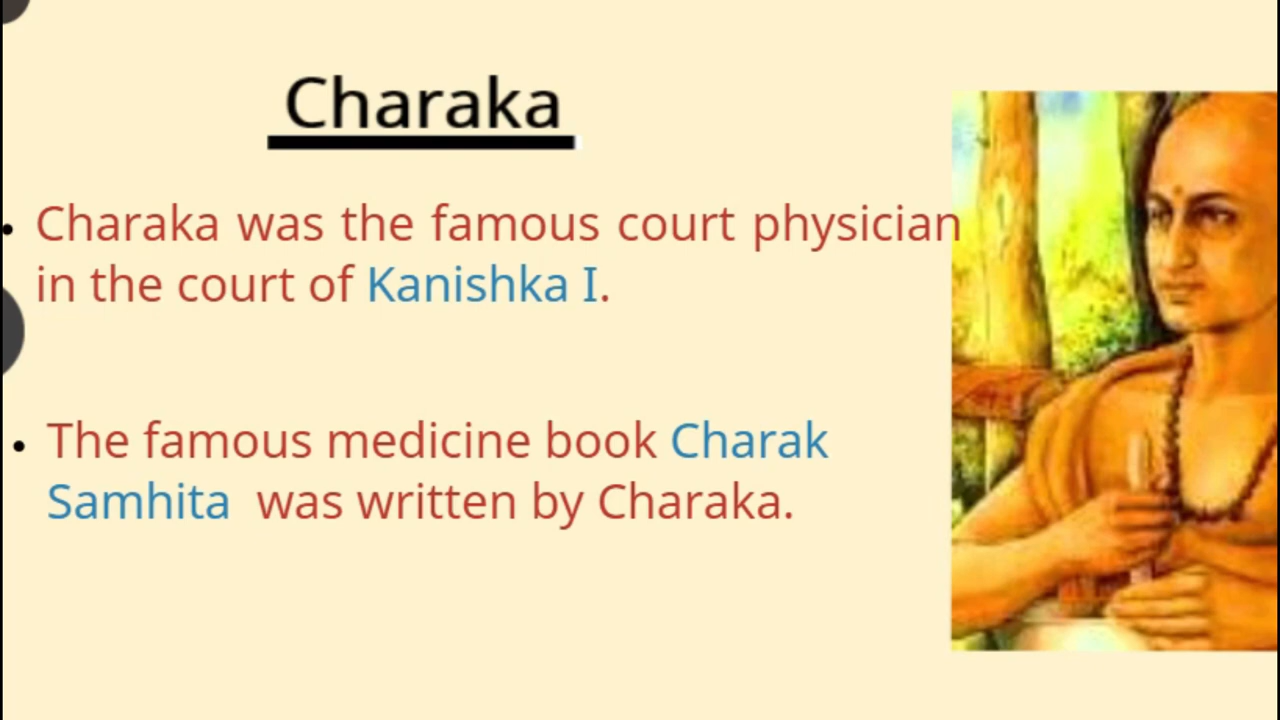 Charaka
• Charaka was the famous court physician
in the court of Kanishka I.
• The famous medicine book Charak
Samhita was written by Charaka.